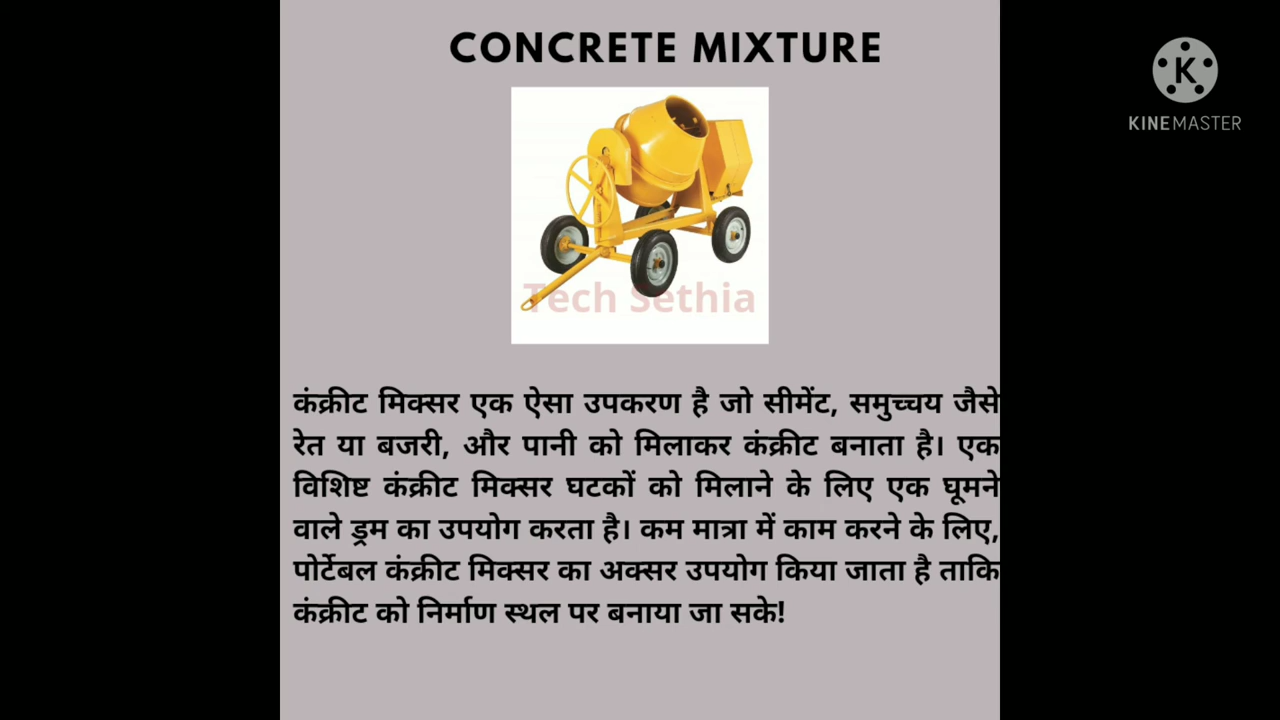 CONCRETE MIXTURE
K
KINEMASTER
Tech Sethia
कंक्रीट मिक्सर एक ऐसा उपकरण है जो सीमेंट, समुच्चय जैसे
रेत या बजरी, और पानी को मिलाकर कंक्रीट बनाता है। एक
विशिष्ट कंक्रीट मिक्सर घटकों को मिलाने के लिए एक घूमने
वाले ड्रम का उपयोग करता है। कम मात्रा में काम करने के लिए,
पोर्टेबल कंक्रीट मिक्सर का अक्सर उपयोग किया जाता है ताकि
कंक्रीट को निर्माण स्थल पर बनाया जा सके!